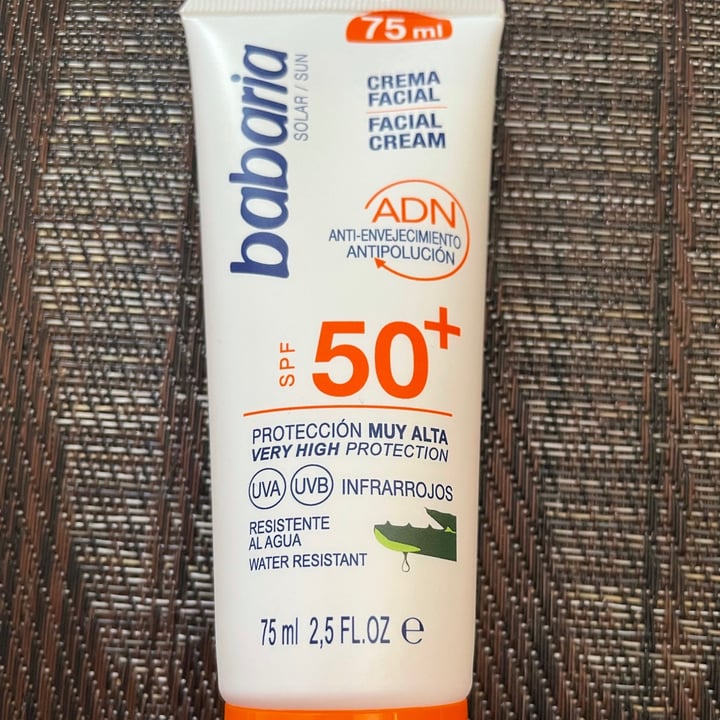 75 ml
babaria
SOLAR / SUN
CREMA
FACIAL
FACIAL
CREAM
ADN
ANTI-ENVEJECIMIENTO
ANTIPOLUCIÓN
SPF 50+
PROTECCIÓN MUY ALTA
VERY HIGH PROTECTION
UVA UVB INFRARROJOS
RESISTENTE
AL AGUA
WATER RESISTANT
75 ml 2,5 FL.OZ ℮